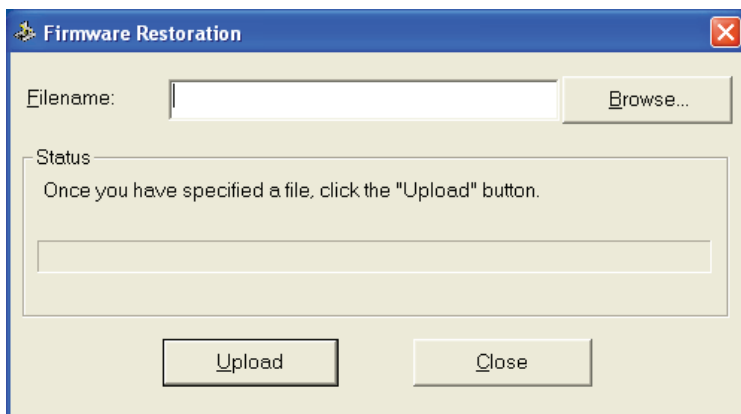 Firmware Restoration
Filename:
Browse...
Status
Once you have specified a file, click the "Upload" button.
Upload
Close